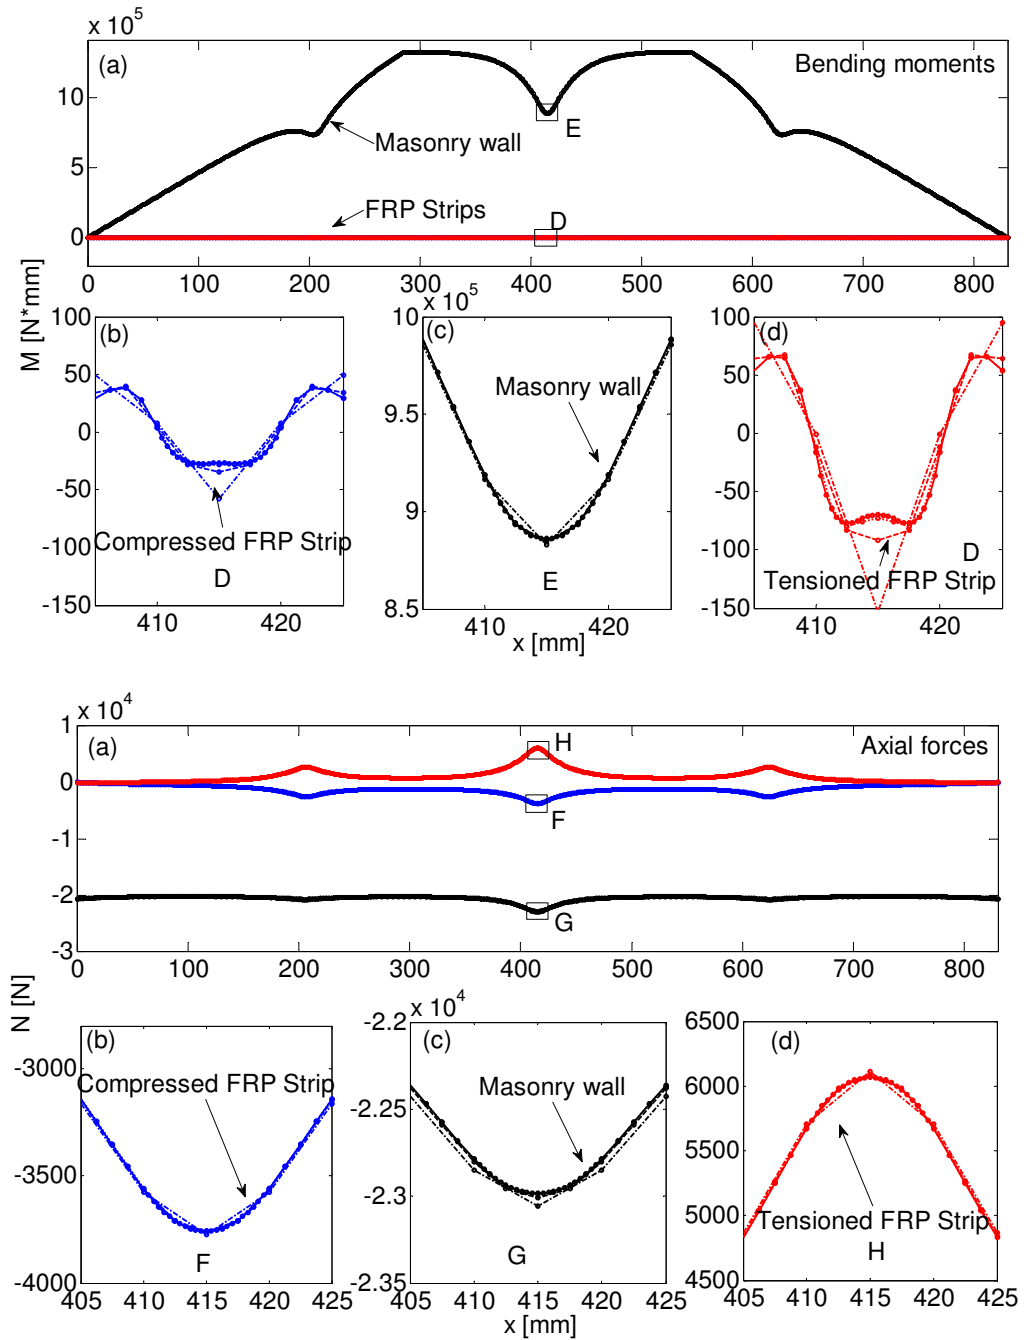 x 10^5
(a)
Bending moments
10
5
0
Masonry wall
E
FRP Strips
D
0 100 200 300 400 500 600 700 800
M [N*mm]
100
50
0
-50
-100
-150
(b)
Compressed FRP Strip
D
410 420
x 10^5
10
9.5
9
8.5
(c)
Masonry wall
E
410 420
x [mm]
100
50
0
-50
-100
-150
(d)
D
Tensioned FRP Strip
410 420
x 10^4
1
0
-1
-2
-3
(a)
H
Axial forces
F
G
0 100 200 300 400 500 600 700 800
N [N]
-3000
-3500
-4000
(b)
Compressed FRP Strip
F
405 410 415 420 425
x 10^4
-2.2
-2.25
-2.3
-2.35
(c)
Masonry wall
G
405 410 415 420 425
x [mm]
6500
6000
5500
5000
4500
(d)
Tensioned FRP Strip
H
405 410 415 420 425